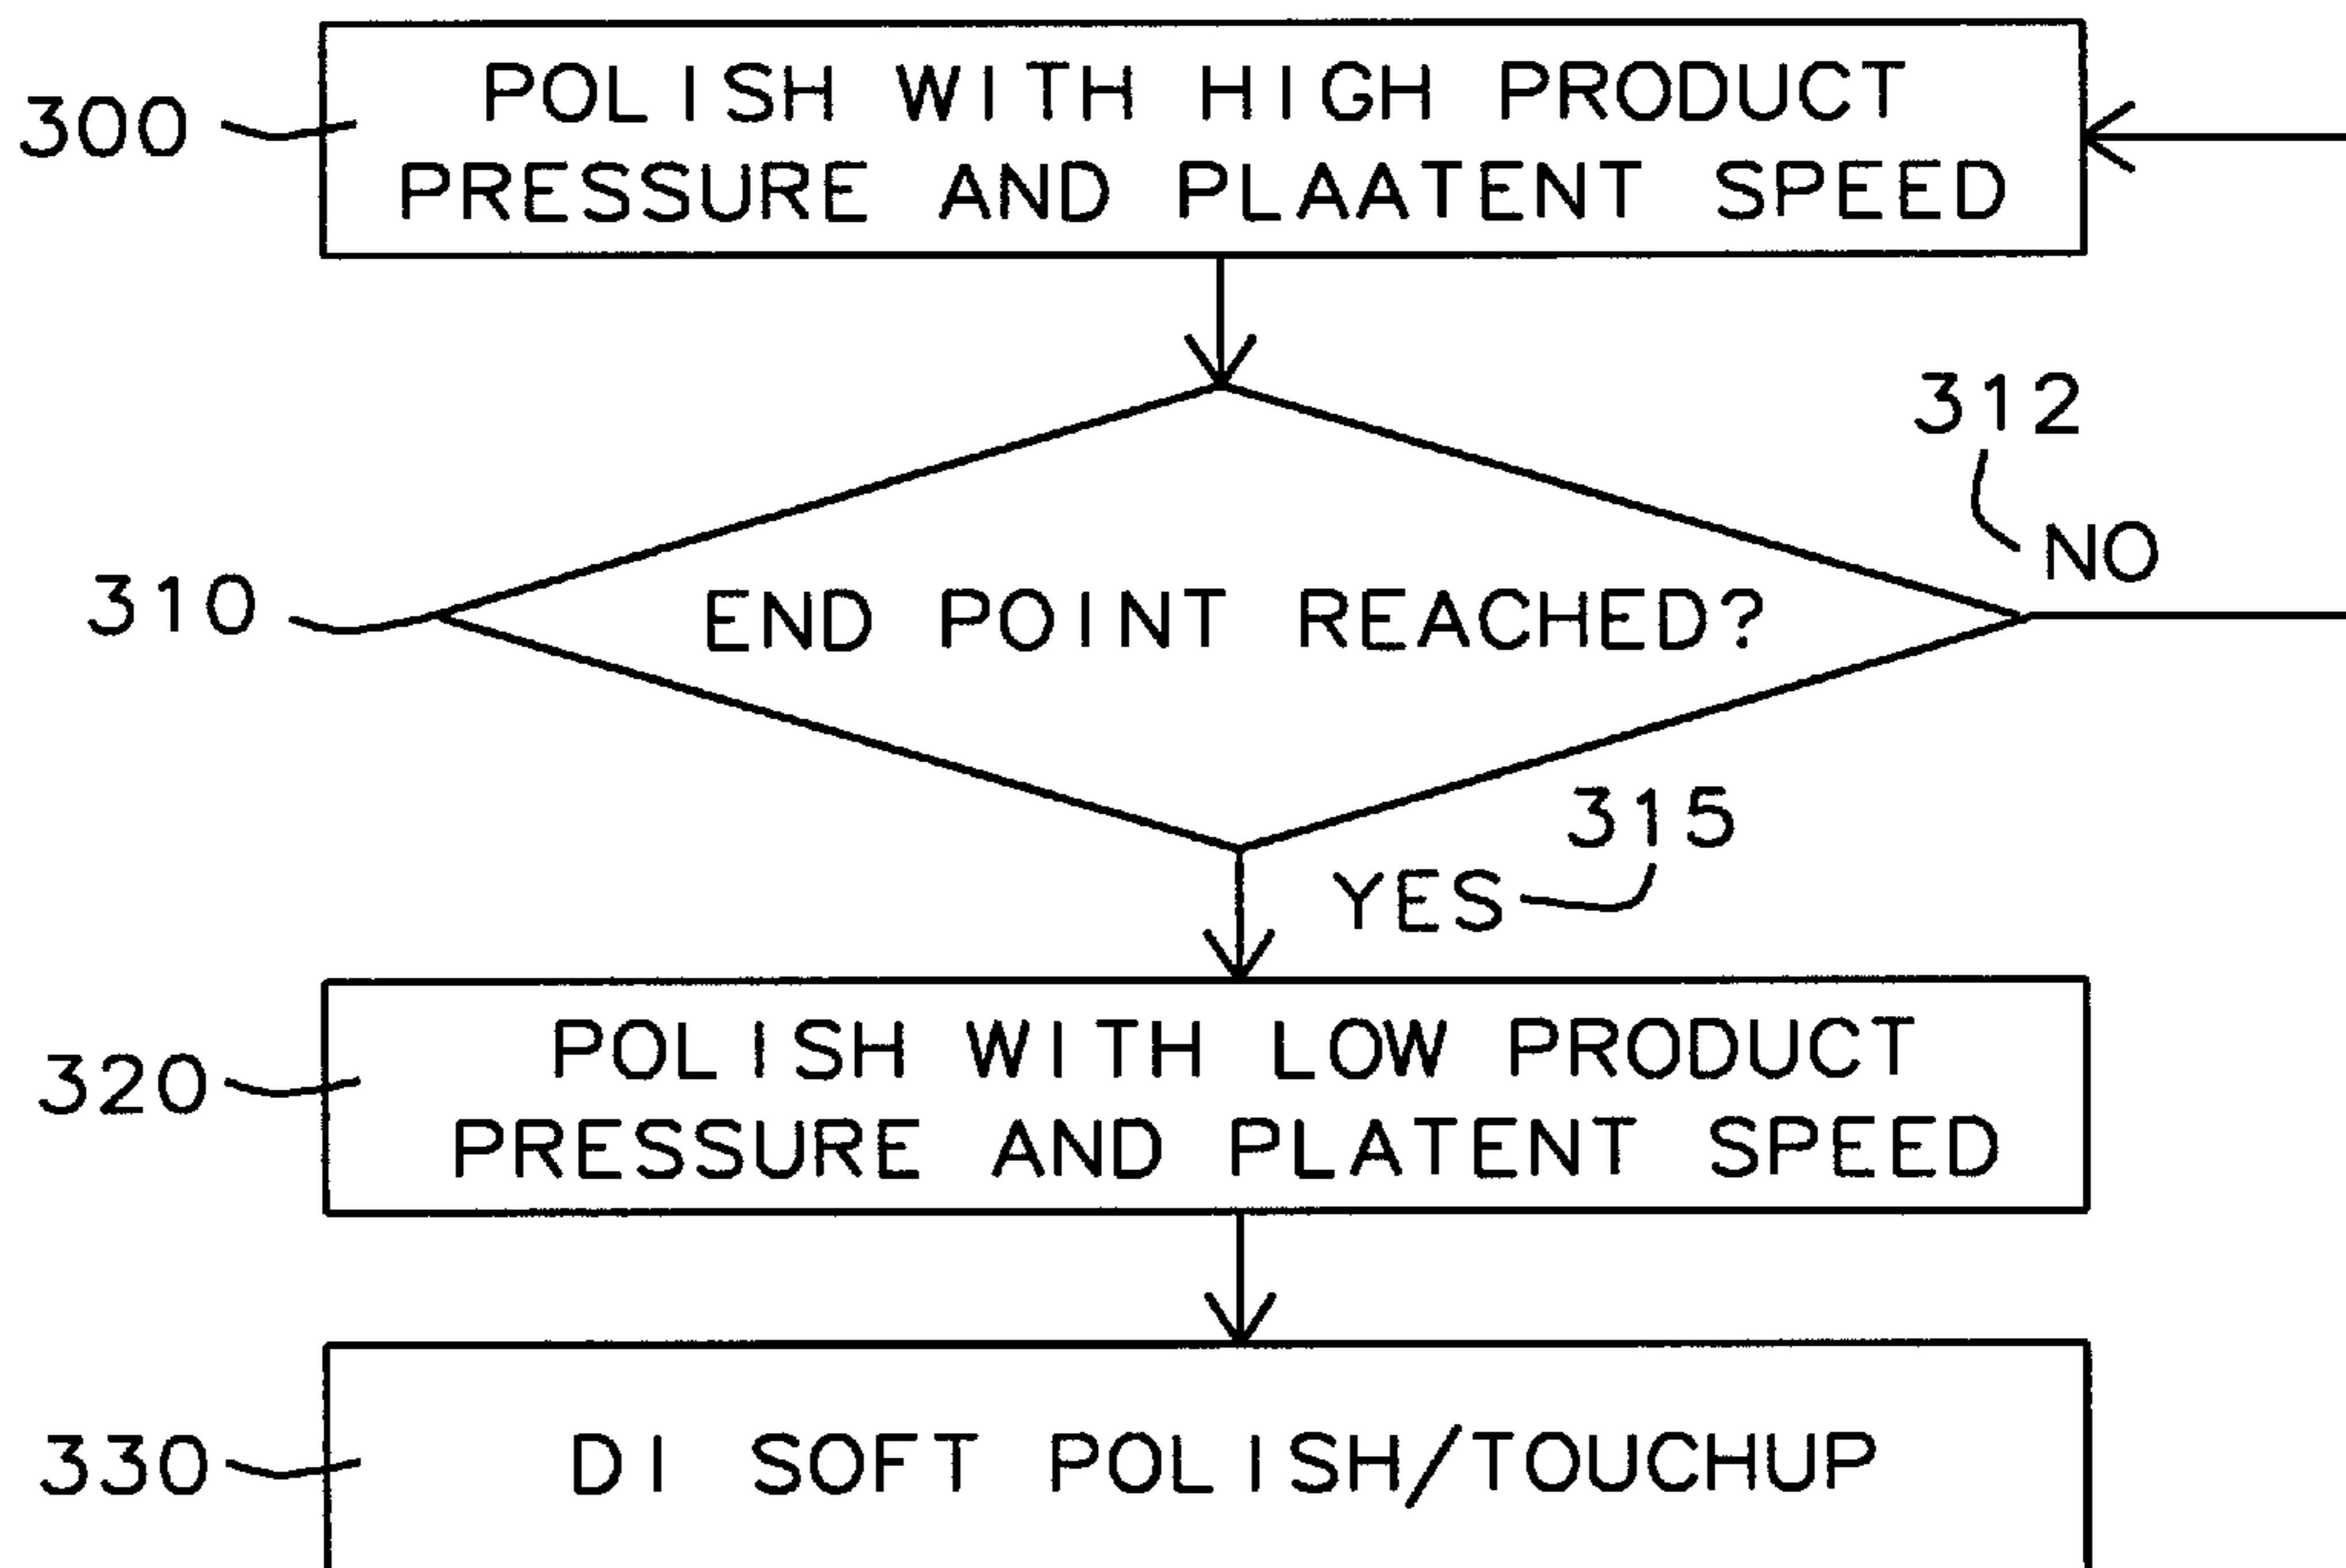 300
POLISH WITH HIGH PRODUCT
PRESSURE AND PLAATENT SPEED
312
NO
310
END POINT REACHED?
315
YES
320
POLISH WITH LOW PRODUCT
PRESSURE AND PLATENT SPEED
330
DI SOFT POLISH/TOUCHUP